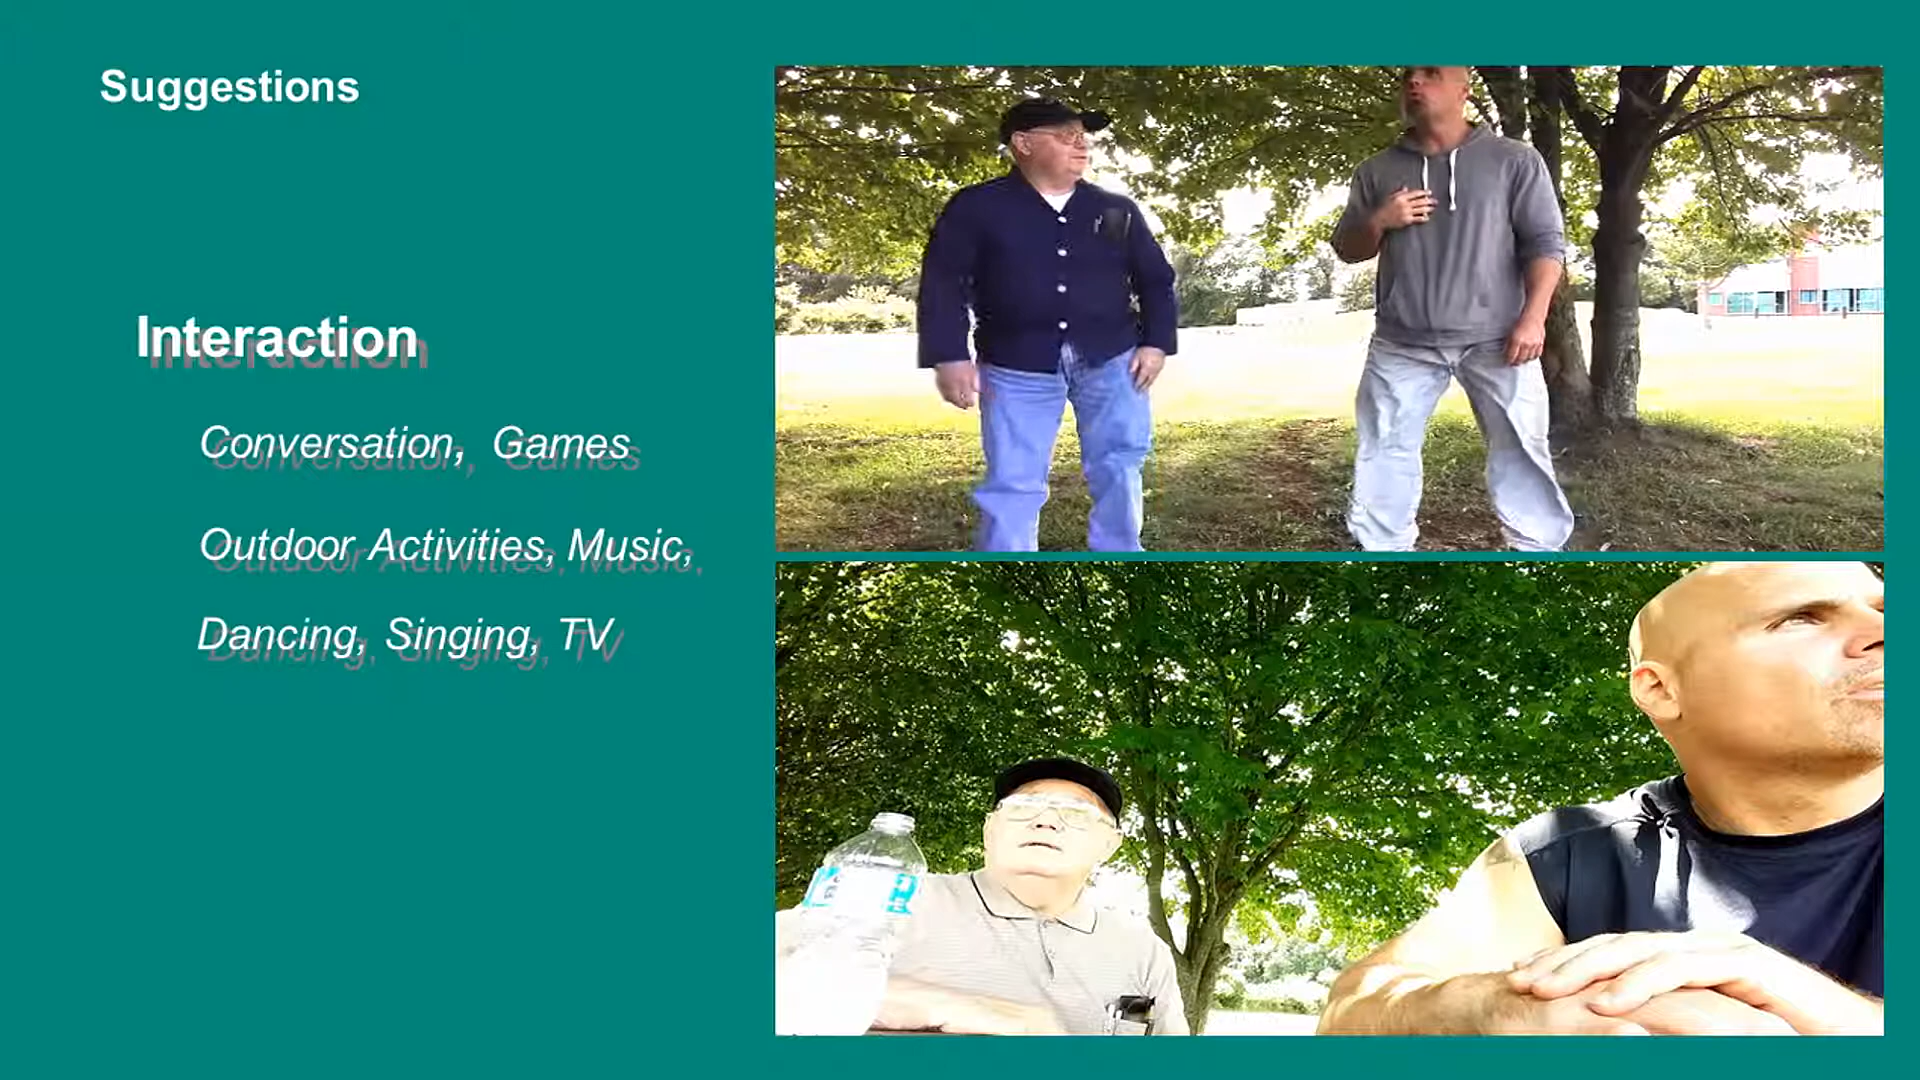 Suggestions
Interaction
Conversation, Games
Outdoor Activities, Music,
Dancing, Singing, TV